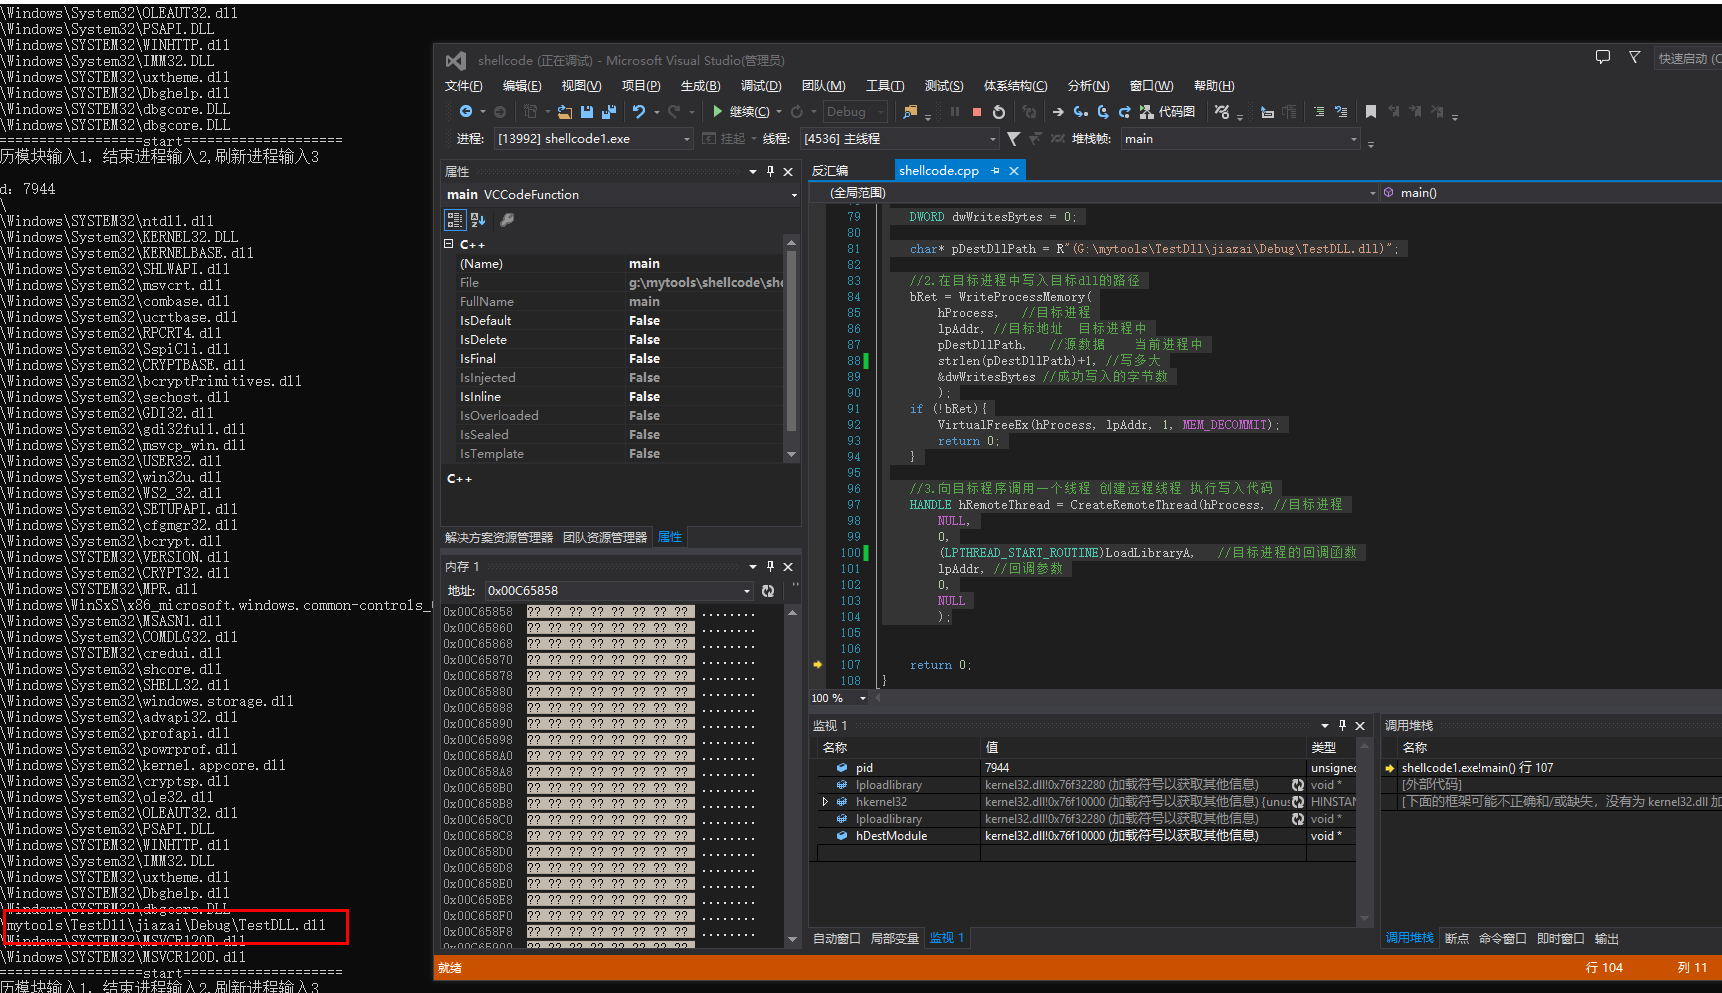 \Windows\System32\OLEAUT32.dll
\Windows\System32\PSAPI.DLL
\Windows\SYSTEM32\WINHTTP.dll
\Windows\System32\IMM32.DLL
\Windows\SYSTEM32\uxtheme.dll
\Windows\SYSTEM32\Dbghelp.dll
\Windows\SYSTEM32\dbgcore.DLL
\Windows\SYSTEM32\dbgcore.DLL
==================start====================
历模块输入1，结束进程输入2,刷新进程输入3
d: 7944
\
\Windows\SYSTEM32\ntdll.dll
\Windows\System32\KERNEL32.DLL
\Windows\System32\KERNELBASE.dll
\Windows\System32\SHLWAPI.dll
\Windows\System32\msvcrt.dll
\Windows\System32\combase.dll
\Windows\System32\ucrtbase.dll
\Windows\System32\RPCRT4.dll
\Windows\System32\SspiCli.dll
\Windows\System32\CRYPTBASE.dll
\Windows\System32\bcryptPrimitives.dll
\Windows\System32\sechost.dll
\Windows\System32\GDI32.dll
\Windows\System32\gdi32full.dll
\Windows\System32\msvcp_win.dll
\Windows\System32\USER32.dll
\Windows\System32\win32u.dll
\Windows\System32\WS2_32.dll
\Windows\System32\SETUPAPI.dll
\Windows\System32\cfgmgr32.dll
\Windows\System32\bcrypt.dll
\Windows\SYSTEM32\VERSION.dll
\Windows\System32\CRYPT32.dll
\Windows\SYSTEM32\MPR.dll
\Windows\WinSxS\x86_microsoft.windows.common-controls_
\Windows\System32\MSASN1.dll
\Windows\System32\COMDLG32.dll
\Windows\SYSTEM32\credui.dll
\Windows\System32\shcore.dll
\Windows\System32\SHELL32.dll
\Windows\System32\windows.storage.dll
\Windows\System32\advapi32.dll
\Windows\System32\profapi.dll
\Windows\System32\powrprof.dll
\Windows\System32\kernel.appcore.dll
\Windows\System32\cryptsp.dll
\Windows\System32\ole32.dll
\Windows\System32\OLEAUT32.dll
\Windows\System32\PSAPI.DLL
\Windows\SYSTEM32\WINHTTP.dll
\Windows\System32\IMM32.DLL
\Windows\SYSTEM32\uxtheme.dll
\Windows\SYSTEM32\Dbghelp.dll
\Windows\SYSTEM32\dbgcore.DLL
\mytools\TestDll\jiazai\Debug\TestDLL.dll
\Windows\SYSTEM32\MSVCR120D.dll
\Windows\SYSTEM32\MSVCR120D.dll
==================start====================
历模块输入1，结束进程输入2,刷新进程输入3
shellcode (正在调试) - Microsoft Visual Studio(管理员)
快速启动 (C
文件(F) 编辑(E) 视图(V) 项目(P) 生成(B) 调试(D) 团队(M) 工具(T) 测试(S) 体系结构(C) 分析(N) 窗口(W) 帮助(H)
继续(C) Debug 代码图
进程: [13992] shellcode1.exe 挂起 线程: [4536] 主线程 堆栈帧: main
属性
main VCCodeFunction
C++
(Name) main
File g:\mytools\shellcode\she
FullName main
IsDefault False
IsDelete False
IsFinal False
IsInjected False
IsInline False
IsOverloaded False
IsSealed False
IsTemplate False
C++
解决方案资源管理器 团队资源管理器 属性
内存 1
地址: 0x00C65858
0x00C65858 ?? ?? ?? ?? ?? ?? ?? ?? ........
0x00C65860 ?? ?? ?? ?? ?? ?? ?? ?? ........
0x00C65868 ?? ?? ?? ?? ?? ?? ?? ?? ........
0x00C65870 ?? ?? ?? ?? ?? ?? ?? ?? ........
0x00C65878 ?? ?? ?? ?? ?? ?? ?? ?? ........
0x00C65880 ?? ?? ?? ?? ?? ?? ?? ?? ........
0x00C65888 ?? ?? ?? ?? ?? ?? ?? ?? ........
0x00C65890 ?? ?? ?? ?? ?? ?? ?? ?? ........
0x00C65898 ?? ?? ?? ?? ?? ?? ?? ?? ........
0x00C658A0 ?? ?? ?? ?? ?? ?? ?? ?? ........
0x00C658A8 ?? ?? ?? ?? ?? ?? ?? ?? ........
0x00C658B0 ?? ?? ?? ?? ?? ?? ?? ?? ........
0x00C658B8 ?? ?? ?? ?? ?? ?? ?? ?? ........
0x00C658C0 ?? ?? ?? ?? ?? ?? ?? ?? ........
0x00C658C8 ?? ?? ?? ?? ?? ?? ?? ?? ........
0x00C658D0 ?? ?? ?? ?? ?? ?? ?? ?? ........
0x00C658D8 ?? ?? ?? ?? ?? ?? ?? ?? ........
0x00C658E0 ?? ?? ?? ?? ?? ?? ?? ?? ........
0x00C658E8 ?? ?? ?? ?? ?? ?? ?? ?? ........
0x00C658F0 ?? ?? ?? ?? ?? ?? ?? ?? ........
0x00C658F8 ?? ?? ?? ?? ?? ?? ?? ?? ........
0x00C65900 ?? ?? ?? ?? ?? ?? ?? ?? ........
反汇编 shellcode.cpp
(全局范围) main()
79 DWORD dwWritesBytes = 0;
80
81 char* pDestDllPath = R"(G:\mytools\TestDll\jiazai\Debug\TestDLL.dll)";
82
83 //2.在目标进程中写入目标dll的路径
84 bRet = WriteProcessMemory(
85 hProcess, //目标进程
86 lpAddr, //目标地址 目标进程中
87 pDestDllPath, //源数据 当前进程中
88 strlen(pDestDllPath)+1, //写多大
89 &dwWritesBytes //成功写入的字节数
90 );
91 if (!bRet){
92 VirtualFreeEx(hProcess, lpAddr, 1, MEM_DECOMMIT);
93 return 0;
94 }
95
96 //3.向目标程序调用一个线程 创建远程线程 执行写入代码
97 HANDLE hRemoteThread = CreateRemoteThread(hProcess, //目标进程
98 NULL,
99 0,
100 (LPTHREAD_START_ROUTINE)LoadLibraryA, //目标进程的回调函数
101 lpAddr, //回调参数
102 0,
103 NULL
104 );
105
106
107 return 0;
108 }
100 %
监视 1
名称 值 类型
pid 7944 unsigned
lploadlibrary kernel32.dll!0x76f32280 (加载符号以获取其他信息) void *
hkernel32 kernel32.dll!0x76f10000 (加载符号以获取其他信息) {unus HINSTAN
lploadlibrary kernel32.dll!0x76f32280 (加载符号以获取其他信息) void *
hDestModule kernel32.dll!0x76f10000 (加载符号以获取其他信息) void *
自动窗口 局部变量 监视 1
调用堆栈
名称
shellcode1.exe!main() 行 107
[外部代码]
[下面的框架可能不正确和/或缺失，没有为 kernel32.dll 加
调用堆栈 断点 命令窗口 即时窗口 输出
就绪 行 104 列 11